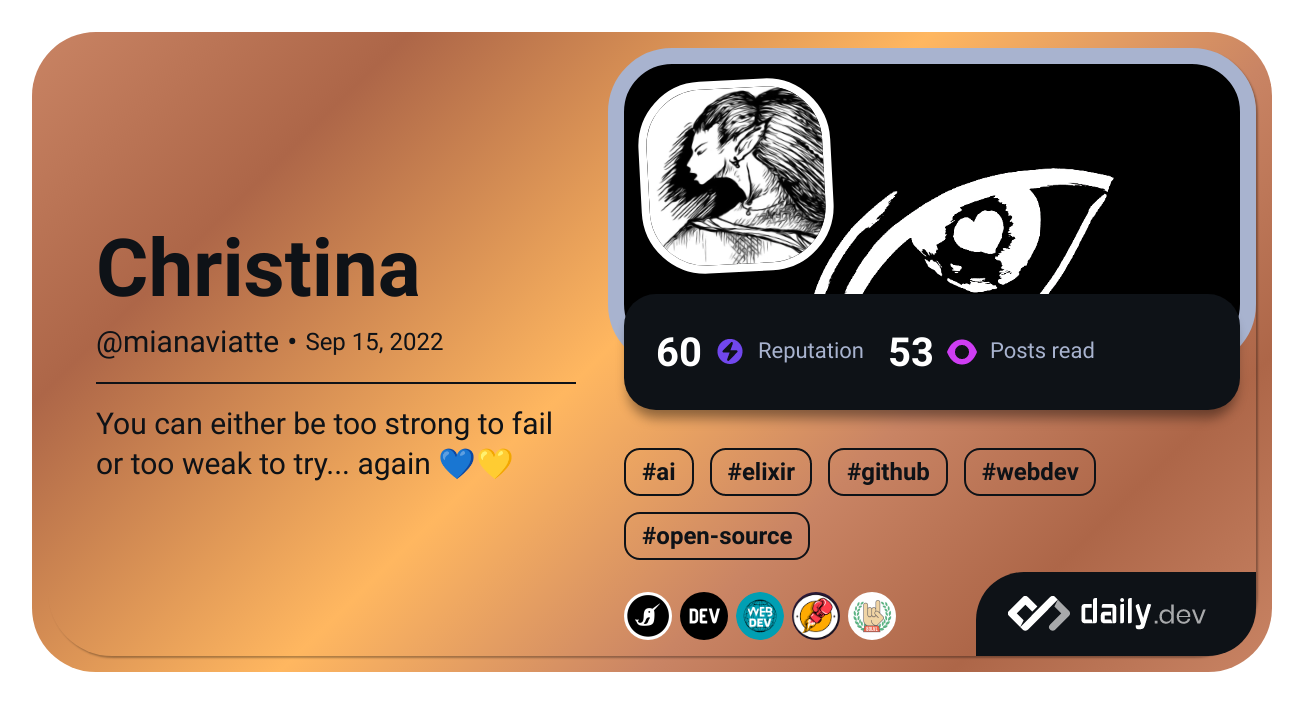 Christina
@mianaviatte • Sep 15, 2022
You can either be too strong to fail
or too weak to try... again 💙💛
60 Reputation 53 Posts read
#ai #elixir #github #webdev
#open-source
DEV WEB DEV
daily.dev